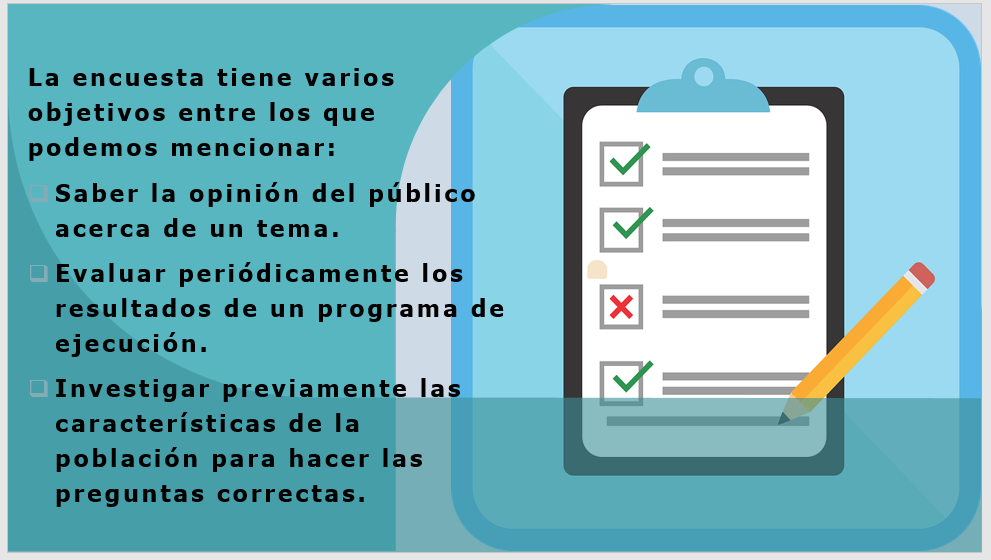 La encuesta tiene varios
objetivos entre los que
podemos mencionar:
❑ Saber la opinión del público
acerca de un tema.
❑ Evaluar periódicamente los
resultados de un programa de
ejecución.
❑ Investigar previamente las
características de la
población para hacer las
preguntas correctas.